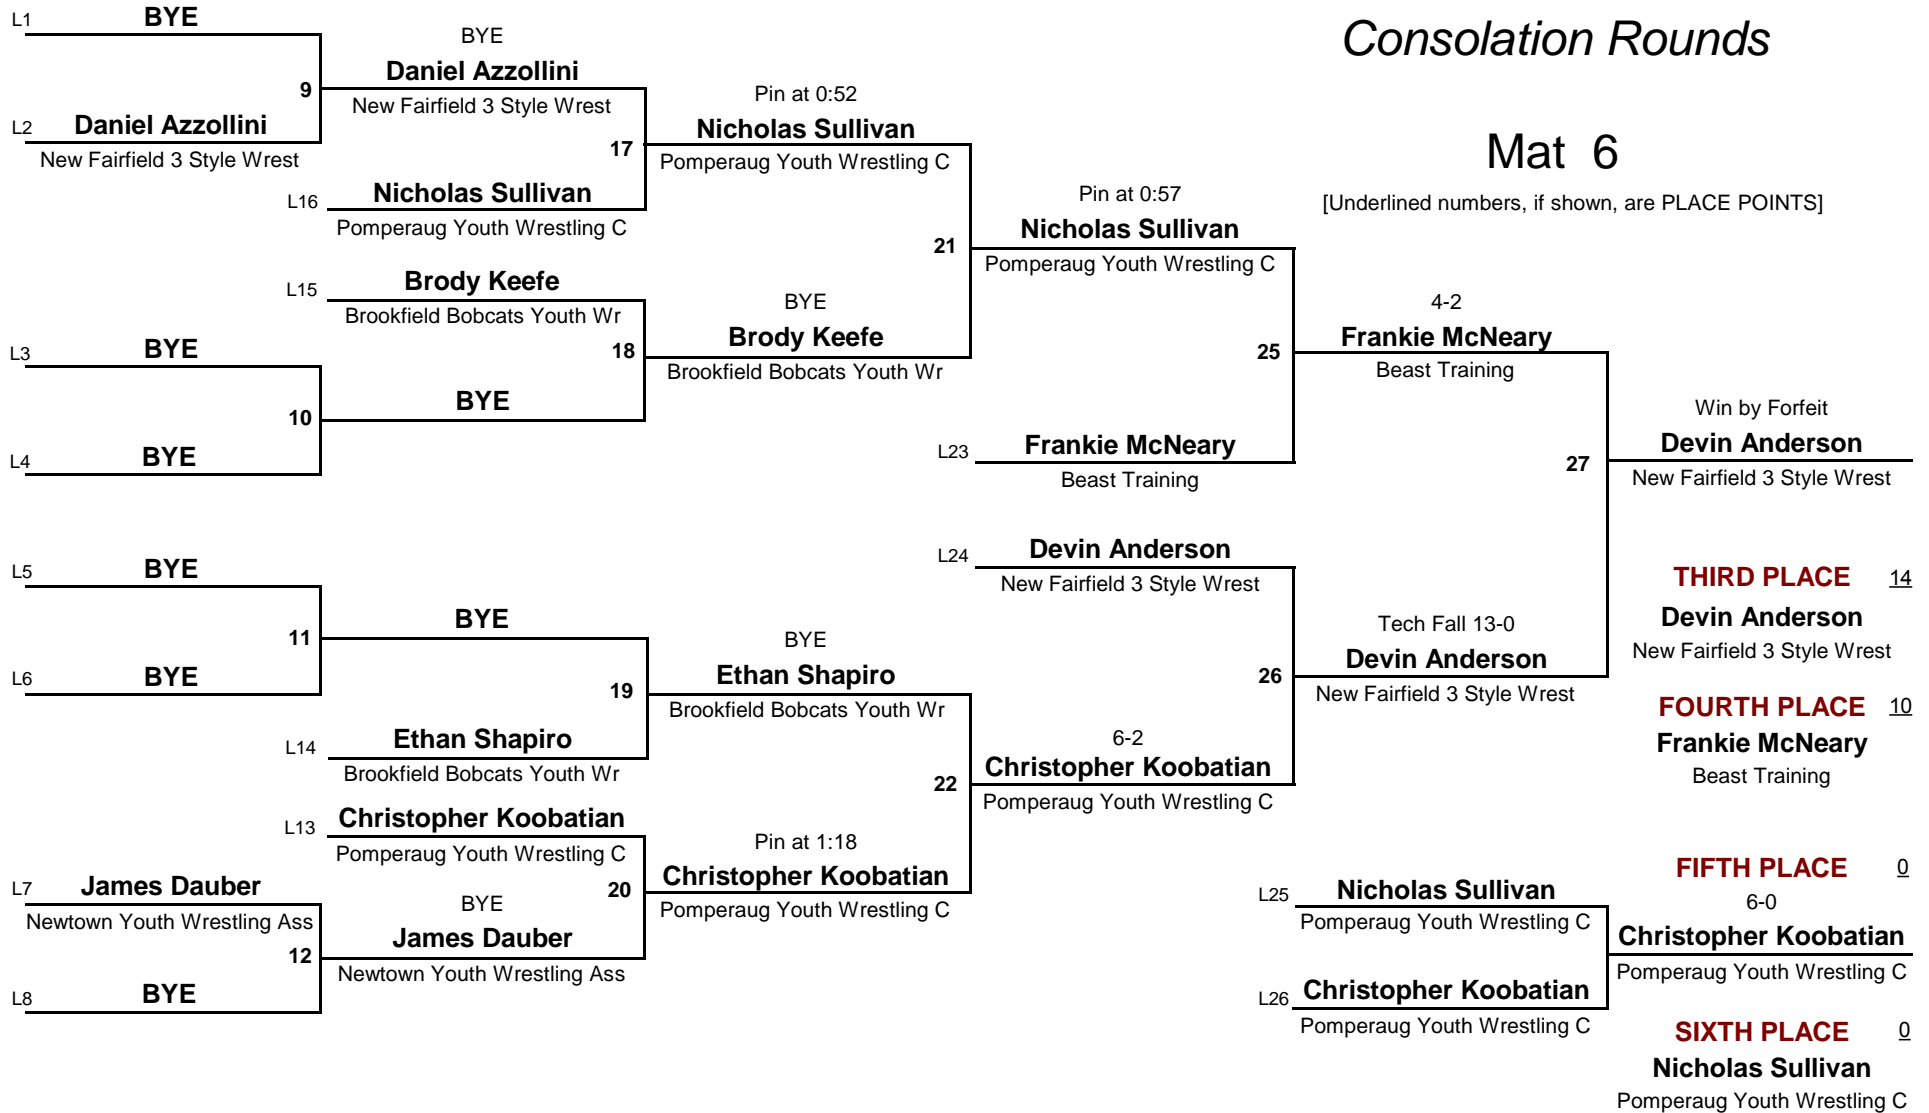 Consolation Rounds
Mat 6
[Underlined numbers, if shown, are PLACE POINTS]
L1 BYE
9
L2 Daniel Azzollini
New Fairfield 3 Style Wrest
L3 BYE
10
L4 BYE
L5 BYE
11
L6 BYE
L7 James Dauber
Newtown Youth Wrestling Ass
12
L8 BYE
BYE
Daniel Azzollini
New Fairfield 3 Style Wrest
17
L16 Nicholas Sullivan
Pomperaug Youth Wrestling C
L15 Brody Keefe
Brookfield Bobcats Youth Wr
18
BYE
BYE
19
L14 Ethan Shapiro
Brookfield Bobcats Youth Wr
L13 Christopher Koobatian
Pomperaug Youth Wrestling C
20
BYE
James Dauber
Newtown Youth Wrestling Ass
Pin at 0:52
Nicholas Sullivan
Pomperaug Youth Wrestling C
21
BYE
Brody Keefe
Brookfield Bobcats Youth Wr
BYE
Ethan Shapiro
Brookfield Bobcats Youth Wr
22
Pin at 1:18
Christopher Koobatian
Pomperaug Youth Wrestling C
Pin at 0:57
Nicholas Sullivan
Pomperaug Youth Wrestling C
25
L23 Frankie McNeary
Beast Training
L24 Devin Anderson
New Fairfield 3 Style Wrest
26
6-2
Christopher Koobatian
Pomperaug Youth Wrestling C
4-2
Frankie McNeary
Beast Training
27
Tech Fall 13-0
Devin Anderson
New Fairfield 3 Style Wrest
Win by Forfeit
Devin Anderson
New Fairfield 3 Style Wrest
THIRD PLACE 14
Devin Anderson
New Fairfield 3 Style Wrest
FOURTH PLACE 10
Frankie McNeary
Beast Training
L25 Nicholas Sullivan
Pomperaug Youth Wrestling C
L26 Christopher Koobatian
Pomperaug Youth Wrestling C
FIFTH PLACE 0
6-0
Christopher Koobatian
Pomperaug Youth Wrestling C
SIXTH PLACE 0
Nicholas Sullivan
Pomperaug Youth Wrestling C